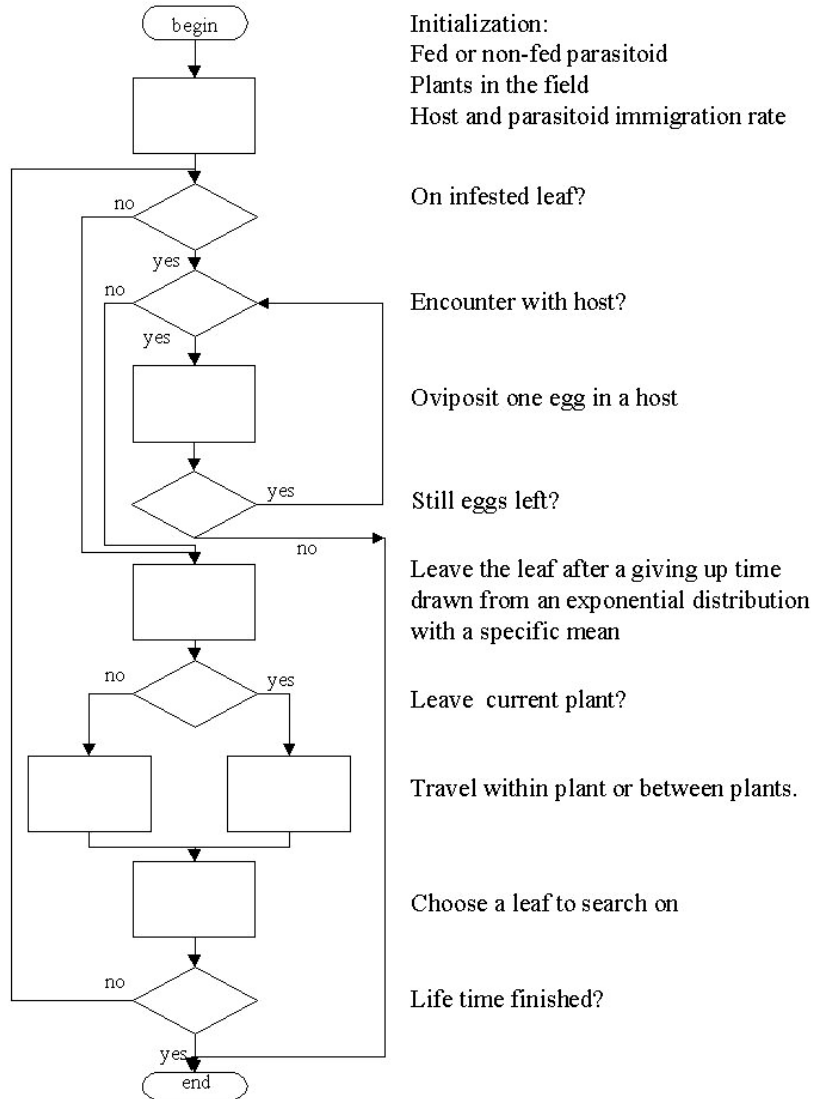 begin
Initialization:
Fed or non-fed parasitoid
Plants in the field
Host and parasitoid immigration rate
no
On infested leaf?
yes
no
Encounter with host?
yes
Oviposit one egg in a host
yes
Still eggs left?
no
Leave the leaf after a giving up time
drawn from an exponential distribution
with a specific mean
no
yes
Leave current plant?
Travel within plant or between plants.
Choose a leaf to search on
no
Life time finished?
yes
end